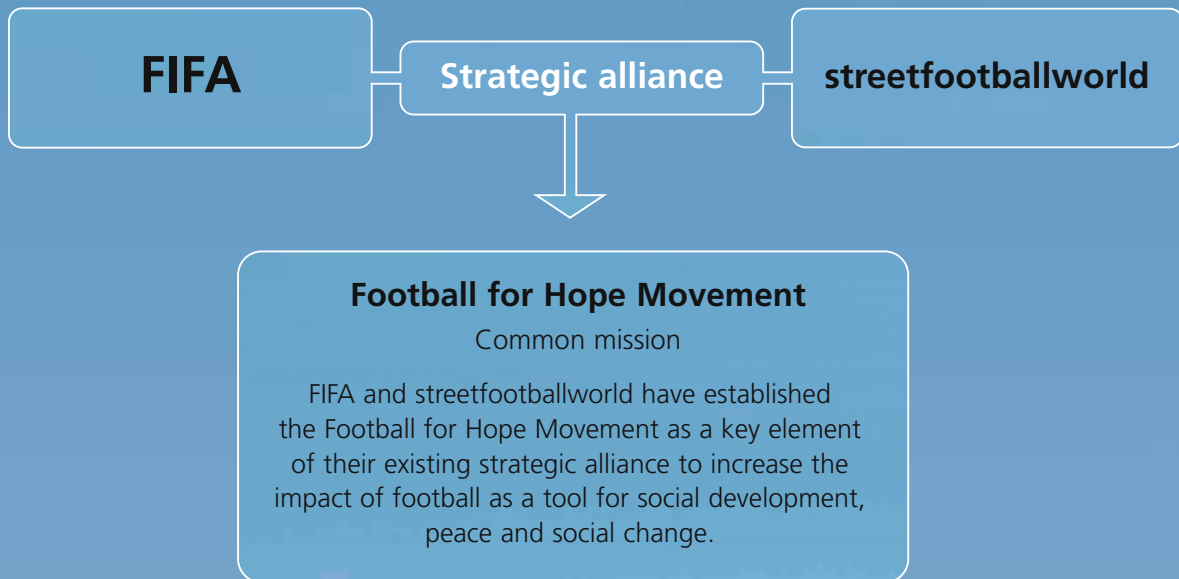 FIFA
Strategic alliance
streetfootballworld
Football for Hope Movement
Common mission
FIFA and streetfootballworld have established
the Football for Hope Movement as a key element
of their existing strategic alliance to increase the
impact of football as a tool for social development,
peace and social change.